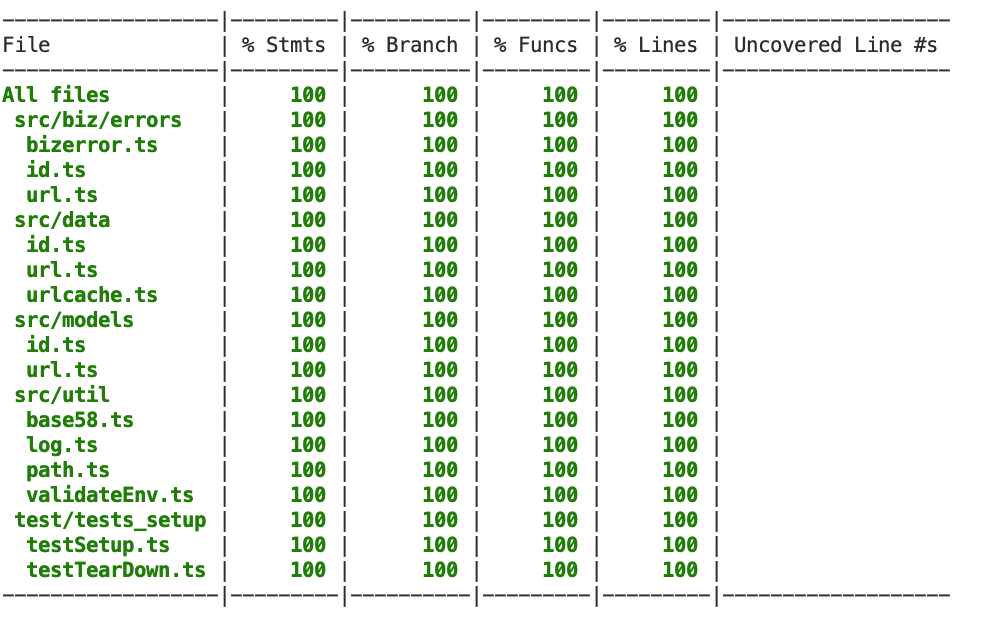 -------------------|---------|----------|---------|---------|-------------------
File               | % Stmts | % Branch | % Funcs | % Lines | Uncovered Line #s
-------------------|---------|----------|---------|---------|-------------------
All files          |     100 |      100 |     100 |     100 |
 src/biz/errors    |     100 |      100 |     100 |     100 |
  bizerror.ts      |     100 |      100 |     100 |     100 |
  id.ts            |     100 |      100 |     100 |     100 |
  url.ts           |     100 |      100 |     100 |     100 |
 src/data          |     100 |      100 |     100 |     100 |
  id.ts            |     100 |      100 |     100 |     100 |
  url.ts           |     100 |      100 |     100 |     100 |
  urlcache.ts      |     100 |      100 |     100 |     100 |
 src/models        |     100 |      100 |     100 |     100 |
  id.ts            |     100 |      100 |     100 |     100 |
  url.ts           |     100 |      100 |     100 |     100 |
 src/util          |     100 |      100 |     100 |     100 |
  base58.ts        |     100 |      100 |     100 |     100 |
  log.ts           |     100 |      100 |     100 |     100 |
  path.ts          |     100 |      100 |     100 |     100 |
  validateEnv.ts   |     100 |      100 |     100 |     100 |
 test/tests_setup  |     100 |      100 |     100 |     100 |
  testSetup.ts     |     100 |      100 |     100 |     100 |
  testTearDown.ts  |     100 |      100 |     100 |     100 |
-------------------|---------|----------|---------|---------|-------------------